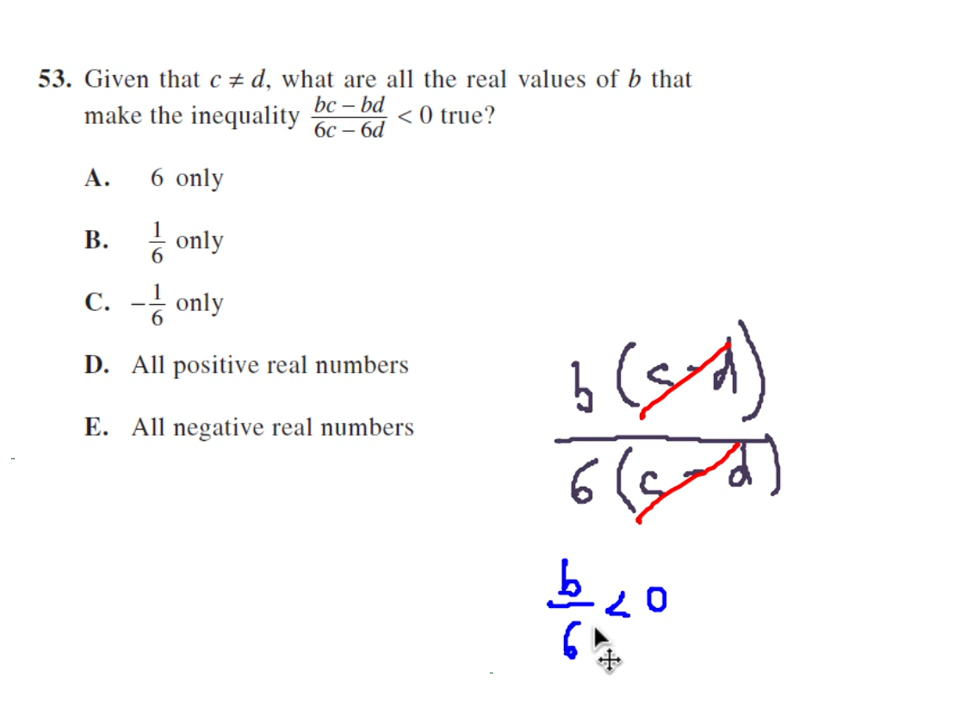 53. Given that c ≠ d, what are all the real values of b that
make the inequality (bc – bd)/(6c – 6d) < 0 true?
A. 6 only
B. 1/6 only
C. –1/6 only
D. All positive real numbers
E. All negative real numbers
b(c-d)
6(c-d)
b/6 < 0